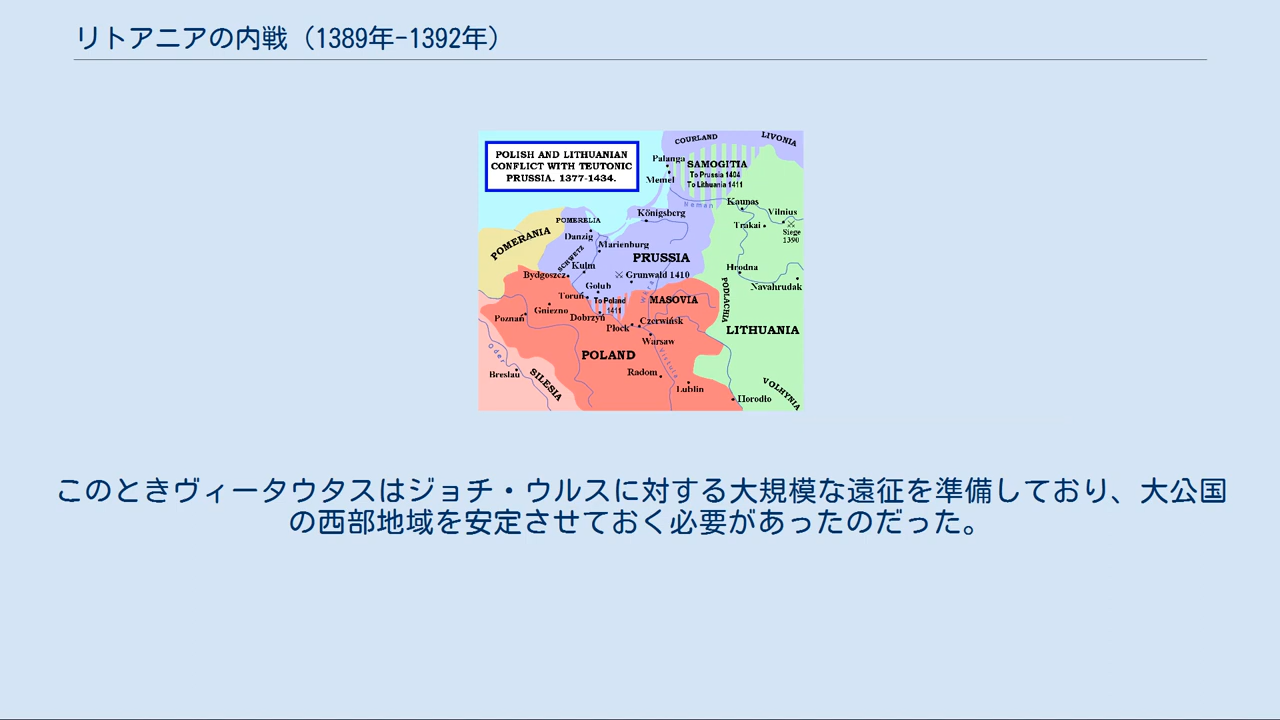 リトアニアの内戦（1389年-1392年）
POLISH AND LITHUANIAN
CONFLICT WITH TEUTONIC
PRUSSIA. 1377-1434.
COURLAND
LIVONIA
Palanga
SAMOGITIA
To Prussia 1404
To Lithuania 1411
Memel
Neman
Kaunas
Vilnius
Königsberg
POMERELIA
Trakai
Siege
1390
Danzig
POMERANIA
Marienburg
SCHWETZ
PRUSSIA
Kulm
Bydgoszcz
Grunwald 1410
Hrodna
Golub
Navahrudak
PODLACHIA
Toruń
To Poland
1411
MASOVIA
Gniezno
Poznań
Dobrzyń
Płock
Czerwińsk
LITHUANIA
Warsaw
Oder
POLAND
Vistula
Breslau
SILESIA
Radom
Lublin
VOLHYNIA
Horodło
このときヴィータウタスはジョチ・ウルスに対する大規模な遠征を準備しており、大公国
の西部地域を安定させておく必要があったのだった。